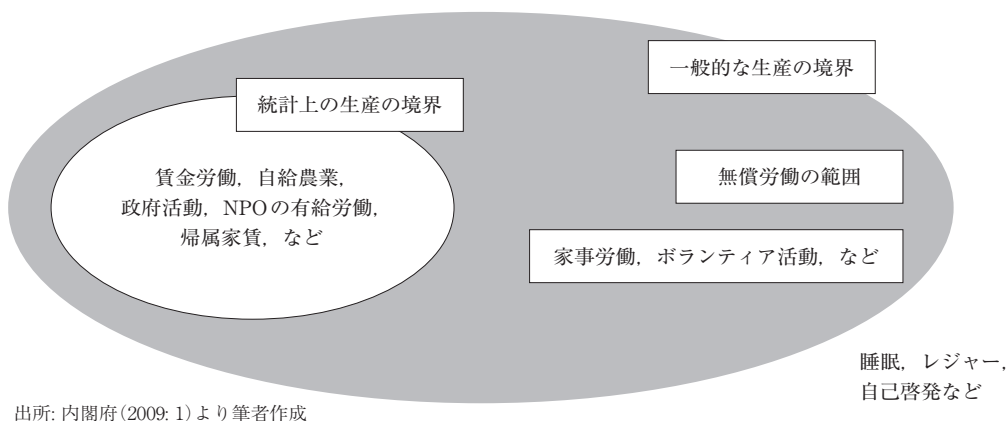 一般的な生産の境界
統計上の生産の境界
賃金労働，自給農業，
政府活動，NPOの有給労働，
帰属家賃，など
無償労働の範囲
家事労働，ボランティア活動，など
睡眠，レジャー，
自己啓発など
出所: 内閣府(2009: 1)より筆者作成